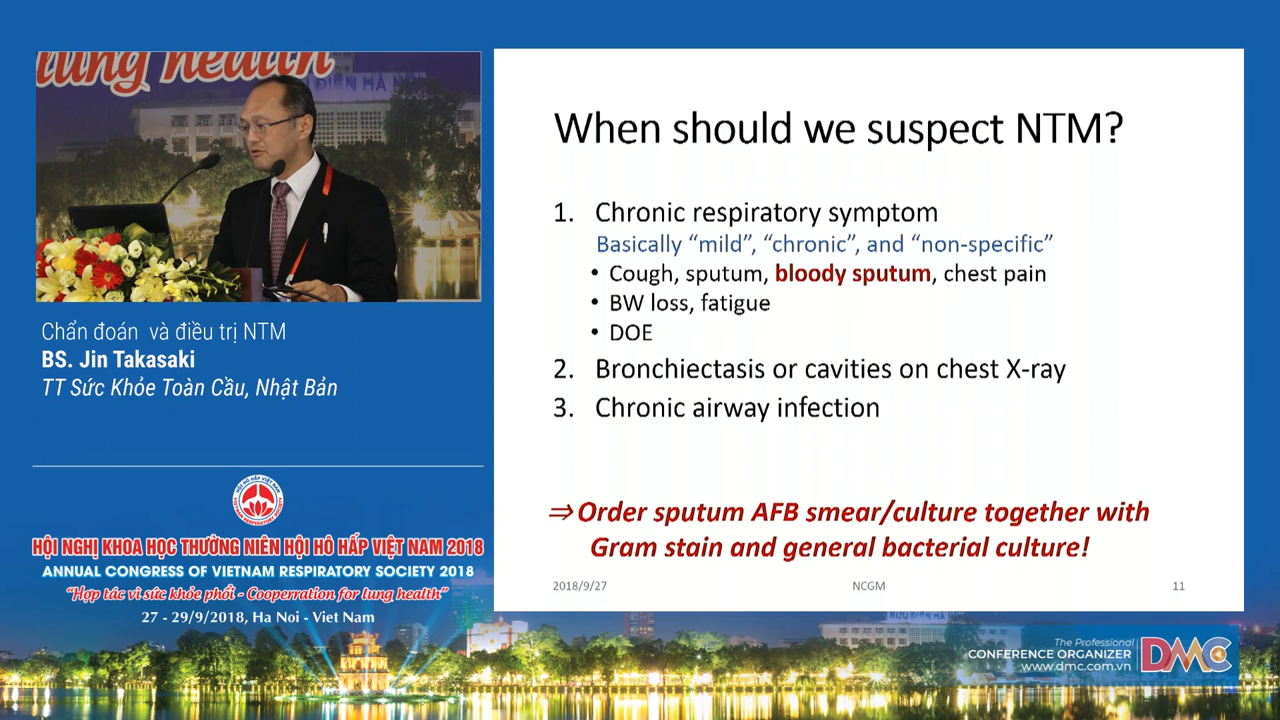 lung health
Chẩn đoán và điều trị NTM
BS. Jin Takasaki
TT Sức Khỏe Toàn Cầu, Nhật Bản
HỘI NGHỊ KHOA HỌC THƯỜNG NIÊN HỘI HÔ HẤP VIỆT NAM 2018
ANNUAL CONGRESS OF VIETNAM RESPIRATORY SOCIETY 2018
“Hợp tác vì sức khỏe phổi - Cooperration for lung health”
27 - 29/9/2018, Ha Noi - Viet Nam
When should we suspect NTM?
1. Chronic respiratory symptom
Basically “mild”, “chronic”, and “non-specific”
• Cough, sputum, bloody sputum, chest pain
• BW loss, fatigue
• DOE
2. Bronchiectasis or cavities on chest X-ray
3. Chronic airway infection
⇒ Order sputum AFB smear/culture together with
Gram stain and general bacterial culture!
2018/9/27 NCGM 11
The Professional
CONFERENCE ORGANIZER
www.dmc.com.vn
DMC